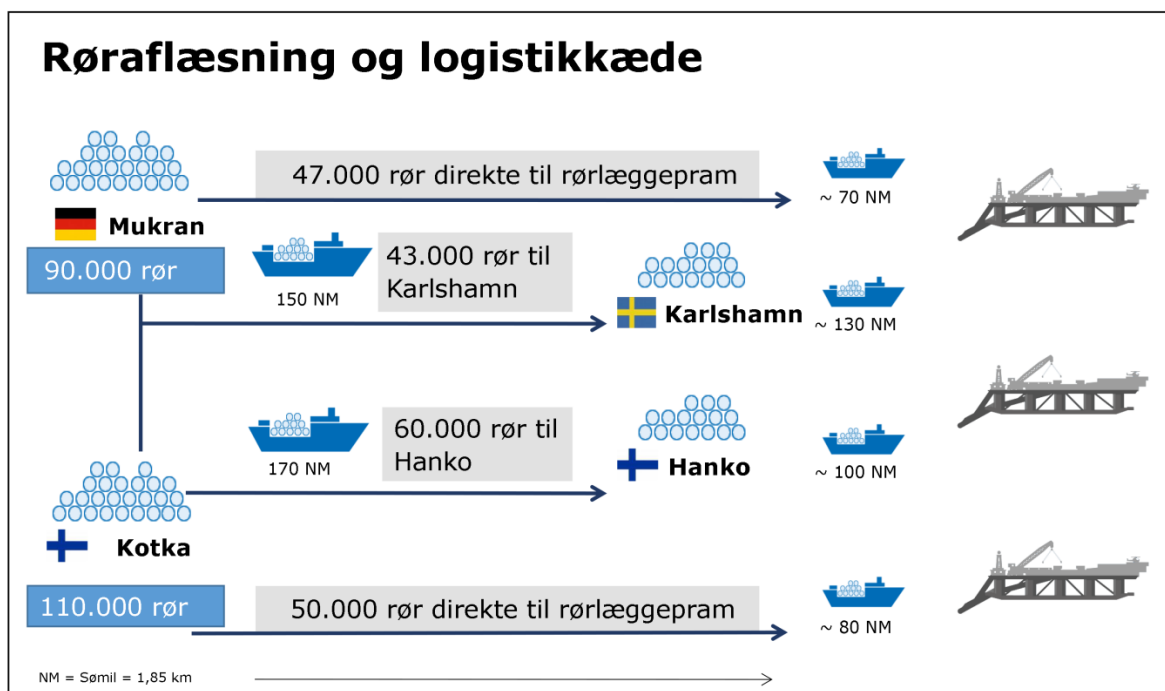 Røraflæsning og logistikkæde
47.000 rør direkte til rørlæggepram
~ 70 NM
Mukran
90.000 rør
150 NM
43.000 rør til
Karlshamn
Karlshamn
~ 130 NM
170 NM
60.000 rør til
Hanko
Hanko
~ 100 NM
Kotka
110.000 rør
50.000 rør direkte til rørlæggepram
~ 80 NM
NM = Sømil = 1,85 km